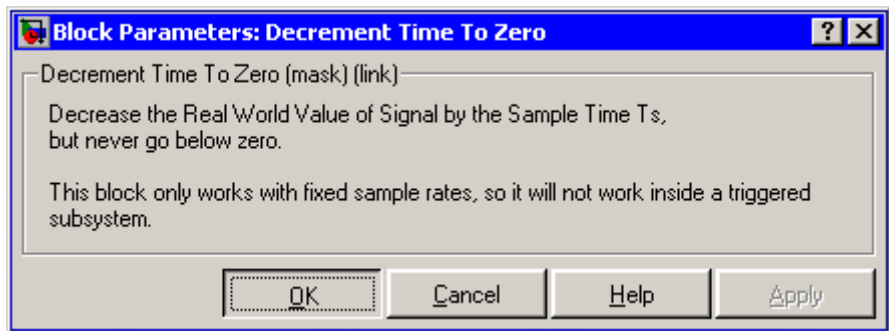 Block Parameters: Decrement Time To Zero
? X
Decrement Time To Zero (mask) (link)
Decrease the Real World Value of Signal by the Sample Time Ts,
but never go below zero.
This block only works with fixed sample rates, so it will not work inside a triggered
subsystem.
OK Cancel Help Apply